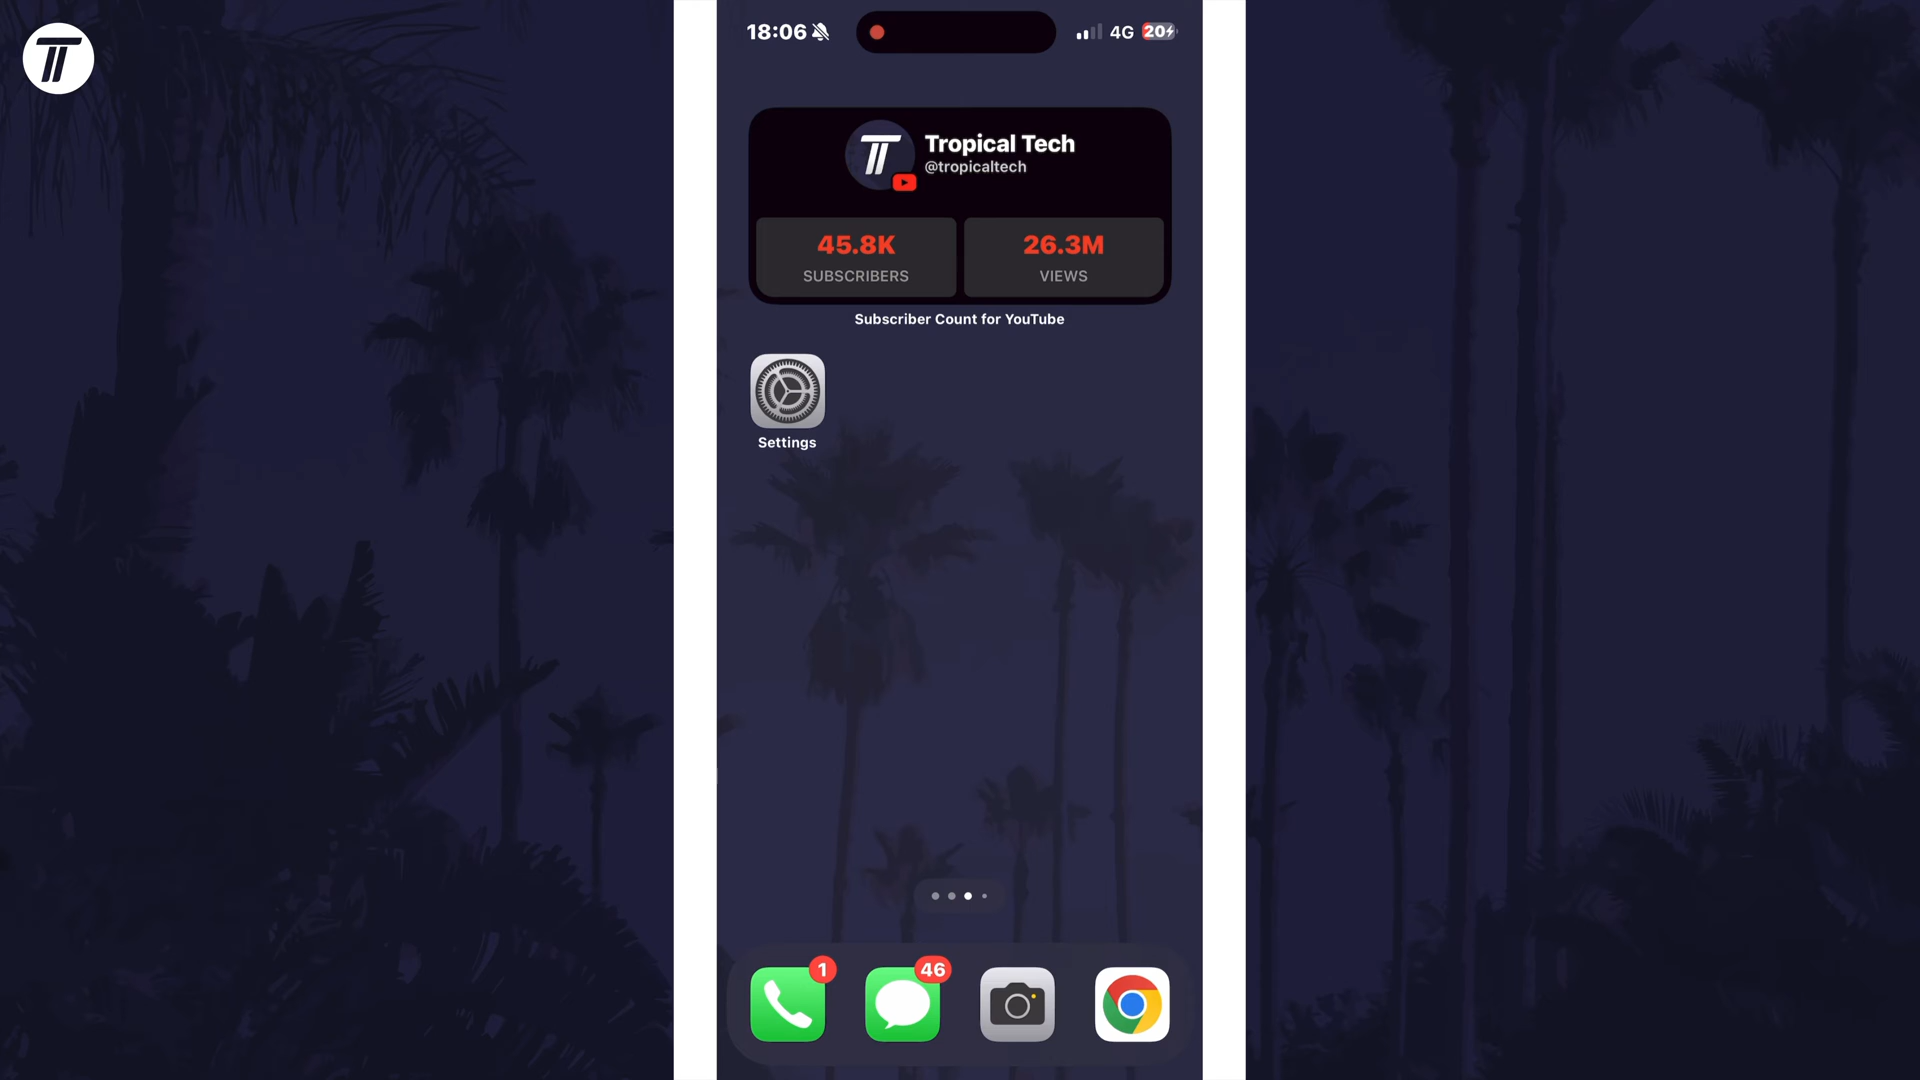 18:06
4G
20
Tropical Tech
@tropicaltech
45.8K
SUBSCRIBERS
26.3M
VIEWS
Subscriber Count for YouTube
Settings
1
46